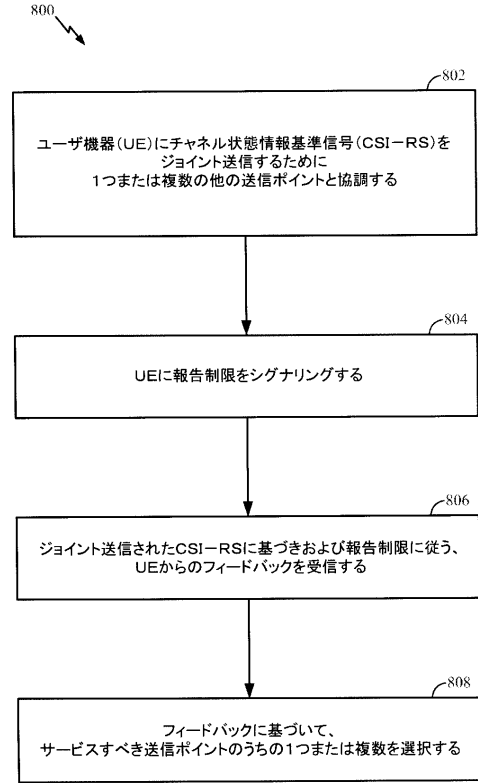 800
802
ユーザ機器(UE)にチャネル状態情報基準信号(CSI-RS)を
ジョイント送信するために
1つまたは複数の他の送信ポイントと協調する
804
UEに報告制限をシグナリングする
806
ジョイント送信されたCSI-RSに基づきおよび報告制限に従う、
UEからのフィードバックを受信する
808
フィードバックに基づいて、
サービスすべき送信ポイントのうちの1つまたは複数を選択する